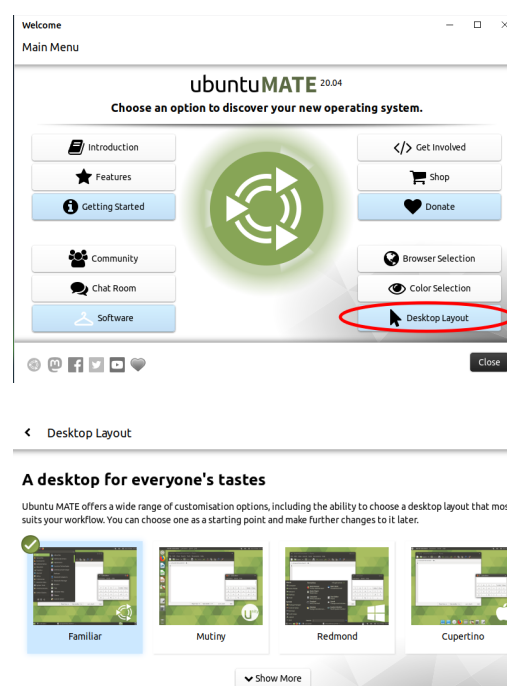 Welcome
Main Menu
ubuntuMATE 20.04
Choose an option to discover your new operating system.
Introduction
Features
Getting Started
Community
Chat Room
Software
</> Get Involved
Shop
Donate
Browser Selection
Color Selection
Desktop Layout
Close
Desktop Layout
A desktop for everyone's tastes
Ubuntu MATE offers a wide range of customisation options, including the ability to choose a desktop layout that mos
suits your workflow. You can choose one as a starting point and make further changes to it later.
Familiar
Mutiny
Redmond
Cupertino
Show More